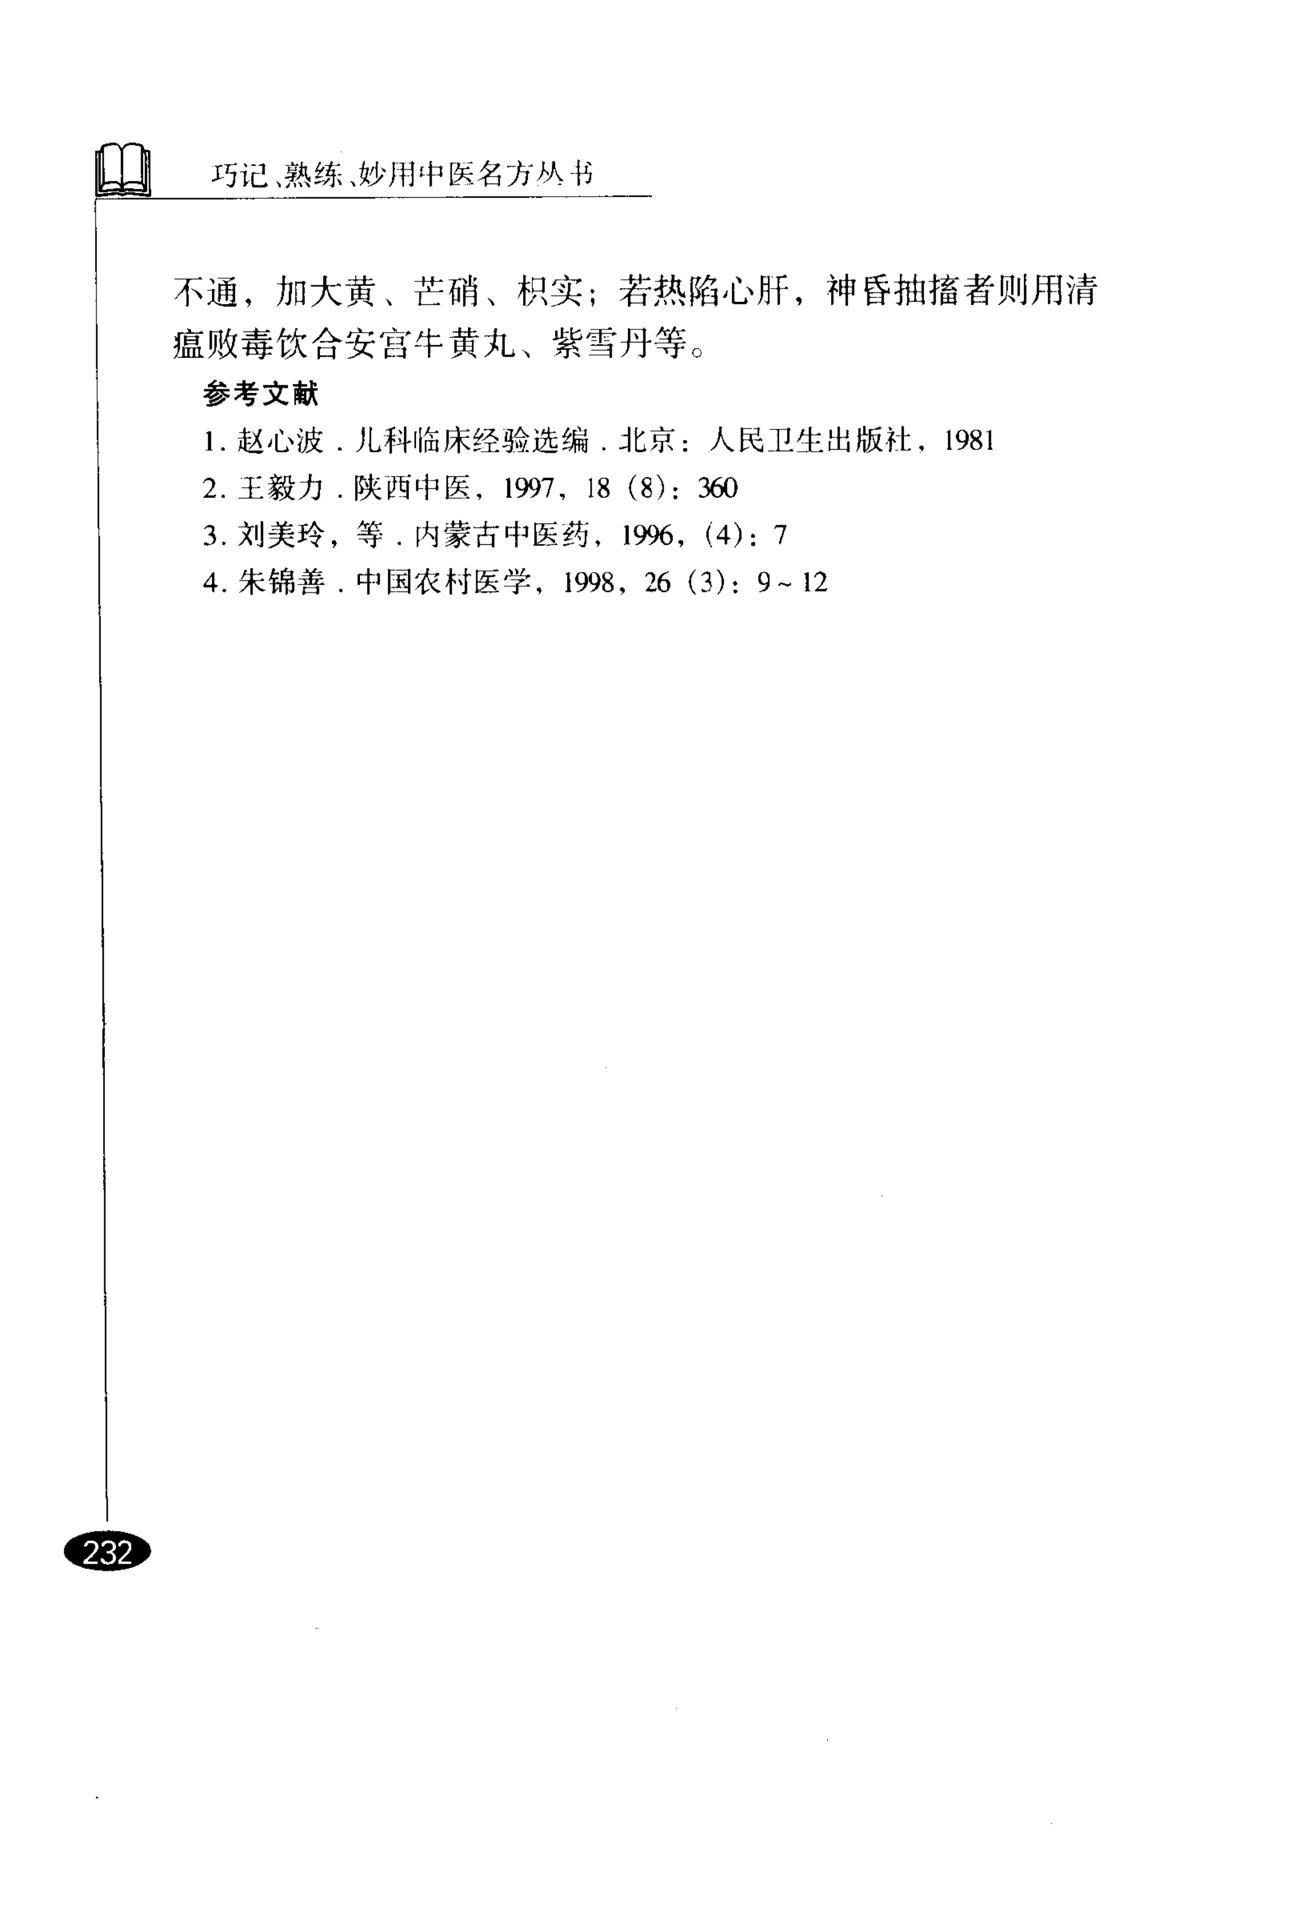 巧记、熟练、妙用中医名方丛书
不通，加大黄、芒硝、枳实；若热陷心肝，神昏抽搐者则用清
瘟败毒饮合安宫牛黄丸、紫雪丹等。
参考文献
1. 赵心波．儿科临床经验选编．北京：人民卫生出版社，1981
2. 王毅力．陕西中医，1997，18（8）：360
3. 刘美玲，等．内蒙古中医药，1996，（4）：7
4. 朱锦善．中国农村医学，1998，26（3）：9～12
232